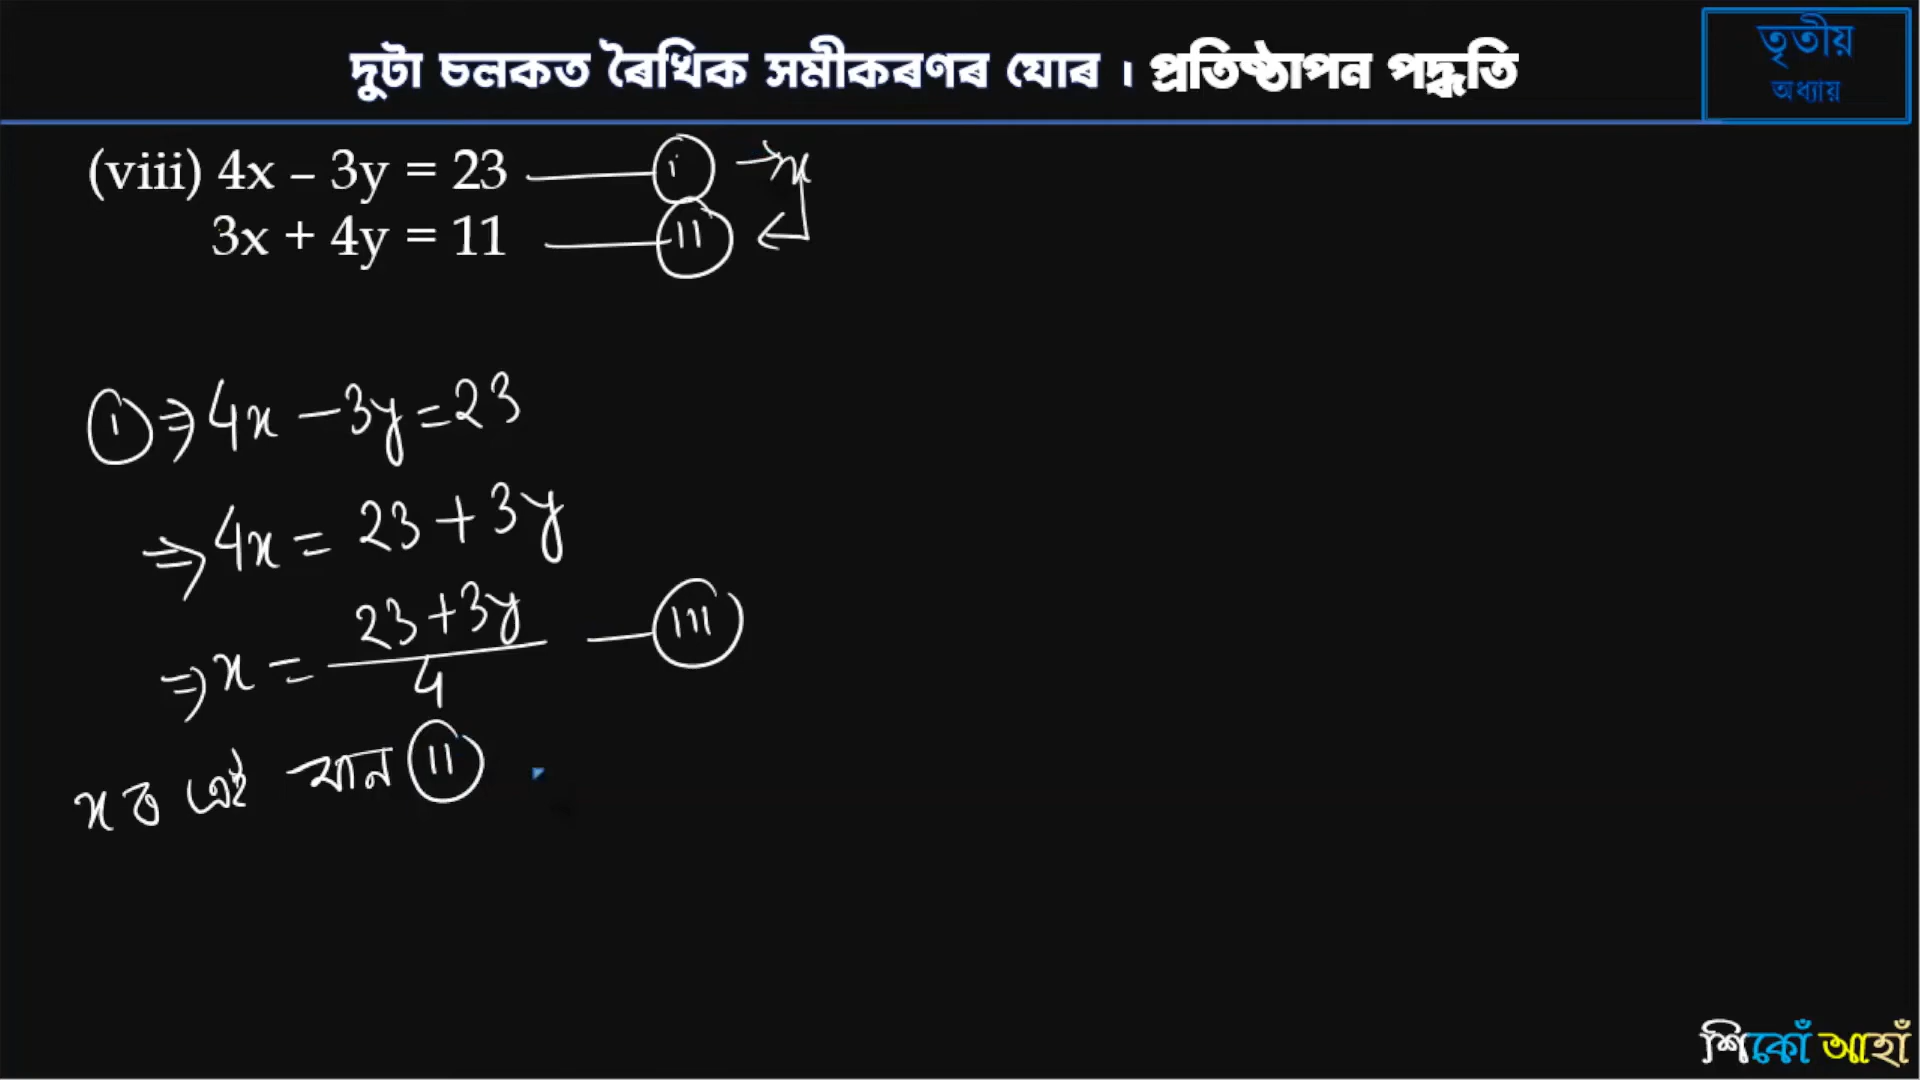 দুটা চলকত ৰৈখিক সমীকৰণৰ যোৰ । প্ৰতিষ্ঠাপন পদ্ধতি
তৃতীয়
অধ্যায়
(viii) 4x – 3y = 23 —— (i) → x
3x + 4y = 11 —— (II) ←
(i) ⇒ 4x – 3y = 23
⇒ 4x = 23 + 3y
⇒ x = (23 + 3y)/4 — (III)
x ৰ এই মান (II)
শিকোঁ আহাঁ